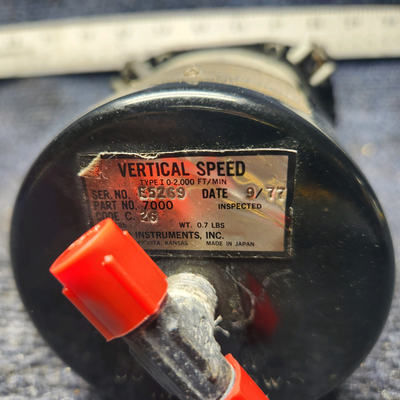 VERTICAL SPEED
TYPE I 0-2,000 FT/MIN
SER. NO. E5269 DATE 9/77
PART NO. 7000 INSPECTED
CODE C. 26
WT. 0.7 LBS
INSTRUMENTS, INC.
KANSAS MADE IN JAPAN